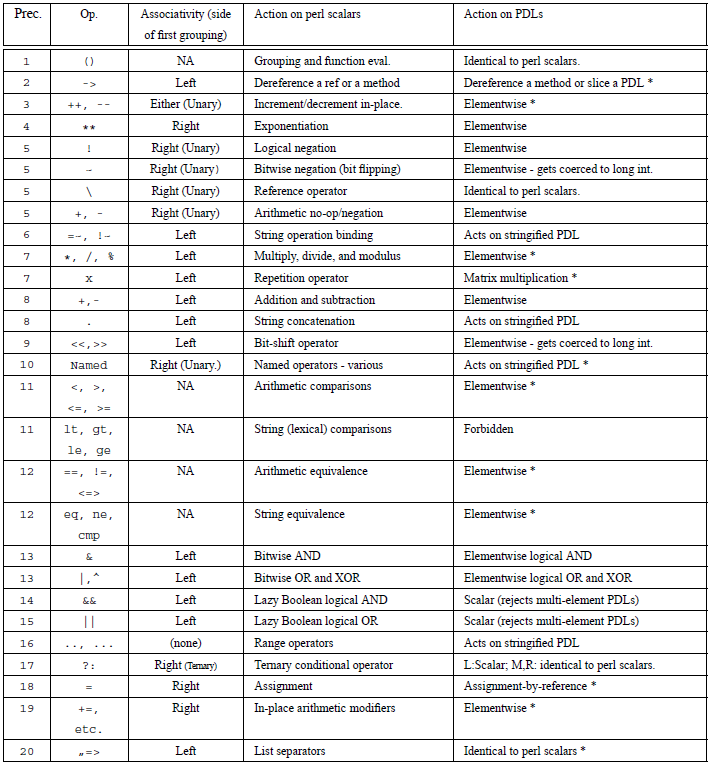 Prec. Op. Associativity (side Action on perl scalars Action on PDLs
of first grouping)
1 () NA Grouping and function eval. Identical to perl scalars.
2 -> Left Dereference a ref or a method Dereference a method or slice a PDL *
3 ++, -- Either (Unary) Increment/decrement in-place. Elementwise *
4 ** Right Exponentiation Elementwise
5 ! Right (Unary) Logical negation Elementwise
5 ~ Right (Unary) Bitwise negation (bit flipping) Elementwise - gets coerced to long int.
5 \ Right (Unary) Reference operator Identical to perl scalars.
5 +, - Right (Unary) Arithmetic no-op/negation Elementwise
6 =~, !~ Left String operation binding Acts on stringified PDL
7 *, /, % Left Multiply, divide, and modulus Elementwise *
7 x Left Repetition operator Matrix multiplication *
8 +,- Left Addition and subtraction Elementwise
8 . Left String concatenation Acts on stringified PDL
9 <<,>> Left Bit-shift operator Elementwise - gets coerced to long int.
10 Named Right (Unary.) Named operators - various Acts on stringified PDL *
11 <, >, NA Arithmetic comparisons Elementwise *
<=, >=
11 lt, gt, NA String (lexical) comparisons Forbidden
le, ge
12 ==, !=, NA Arithmetic equivalence Elementwise *
<=>
12 eq, ne, NA String equivalence Elementwise *
cmp
13 & Left Bitwise AND Elementwise logical AND
13 |,^ Left Bitwise OR and XOR Elementwise logical OR and XOR
14 && Left Lazy Boolean logical AND Scalar (rejects multi-element PDLs)
15 || Left Lazy Boolean logical OR Scalar (rejects multi-element PDLs)
16 .., ... (none) Range operators Acts on stringified PDL
17 ?: Right (Ternary) Ternary conditional operator L:Scalar; M,R: identical to perl scalars.
18 = Right Assignment Assignment-by-reference *
19 +=, Right In-place arithmetic modifiers Elementwise *
etc.
20 „=> Left List separators Identical to perl scalars *